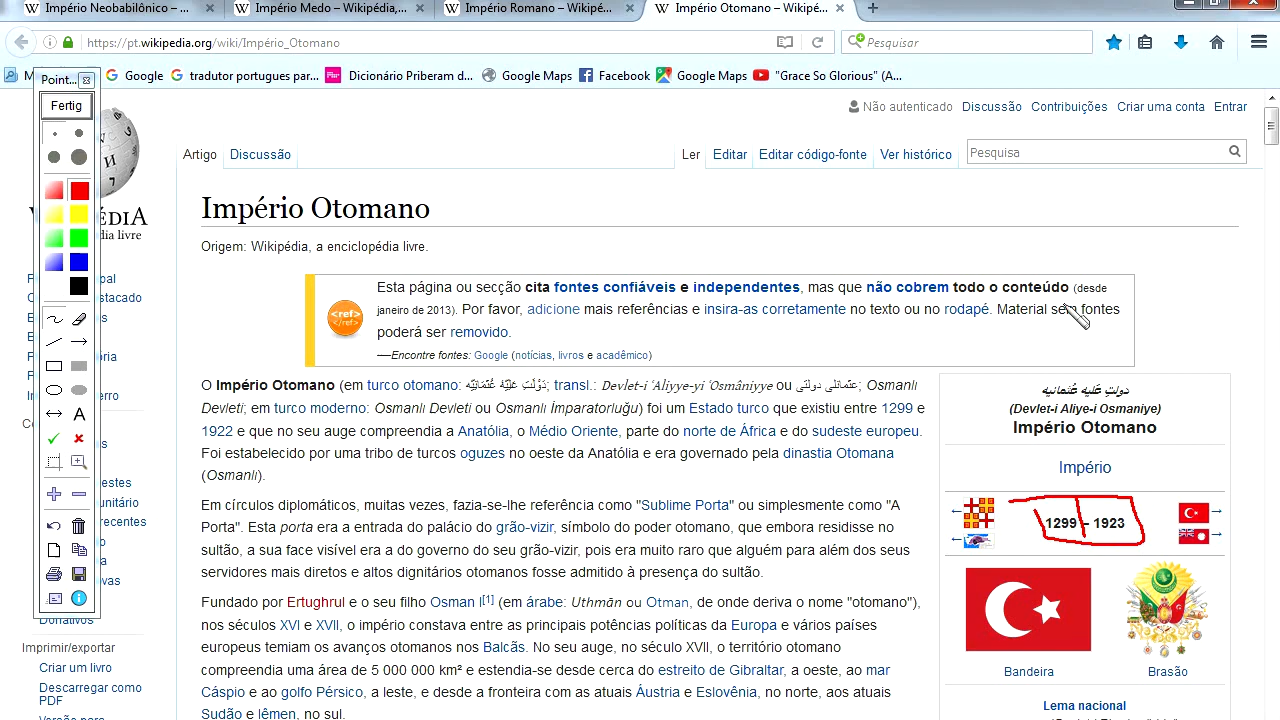 Império Neobabilônico – ...
Império Medo – Wikipédia,...
Império Romano – Wikipé...
Império Otomano – Wikipé...
https://pt.wikipedia.org/wiki/Império_Otomano
Pesquisar
Google
tradutor portugues par...
Dicionário Priberam d...
Google Maps
Facebook
Google Maps
"Grace So Glorious" (A...
Point...
Fertig
Não autenticado Discussão Contribuições Criar uma conta Entrar
Artigo Discussão
Ler Editar Editar código-fonte Ver histórico
Pesquisa
Império Otomano
Origem: Wikipédia, a enciclopédia livre.
<ref>
</ref>
Esta página ou secção cita fontes confiáveis e independentes, mas que não cobrem todo o conteúdo (desde
janeiro de 2013). Por favor, adicione mais referências e insira-as corretamente no texto ou no rodapé. Material sem fontes
poderá ser removido.
—Encontre fontes: Google (notícias, livros e acadêmico)
O Império Otomano (em turco otomano: دَوْلَتِ عَلِيّهٔ عُثمَانِیّه; transl.: Devlet-i ʿAliyye-yi ʿOsmâniyye ou عثمانلی دولتی; Osmanlı
Devleti; em turco moderno: Osmanlı Devleti ou Osmanlı İmparatorluğu) foi um Estado turco que existiu entre 1299 e
1922 e que no seu auge compreendia a Anatólia, o Médio Oriente, parte do norte de África e do sudeste europeu.
Foi estabelecido por uma tribo de turcos oguzes no oeste da Anatólia e era governado pela dinastia Otomana
(Osmanlı).
Em círculos diplomáticos, muitas vezes, fazia-se-lhe referência como "Sublime Porta" ou simplesmente como "A
Porta". Esta porta era a entrada do palácio do grão-vizir, símbolo do poder otomano, que embora residisse no
sultão, a sua face visível era a do governo do seu grão-vizir, pois era muito raro que alguém para além dos seus
servidores mais diretos e altos dignitários otomanos fosse admitido à presença do sultão.
Fundado por Ertughrul e o seu filho Osman I[1] (em árabe: Uthmān ou Otman, de onde deriva o nome "otomano"),
nos séculos XVI e XVII, o império constava entre as principais potências políticas da Europa e vários países
europeus temiam os avanços otomanos nos Balcãs. No seu auge, no século XVII, o território otomano
compreendia uma área de 5 000 000 km² e estendia-se desde cerca do estreito de Gibraltar, a oeste, ao mar
Cáspio e ao golfo Pérsico, a leste, e desde a fronteira com as atuais Áustria e Eslovênia, no norte, aos atuais
Sudão e Iêmen, no sul.
دولتِ عَليه عُثمانيه
(Devlet-i Aliye-i Osmaniye)
Império Otomano
Império
1299 – 1923
Bandeira
Brasão
Lema nacional
Donativos
Imprimir/exportar
Criar um livro
Descarregar como
PDF